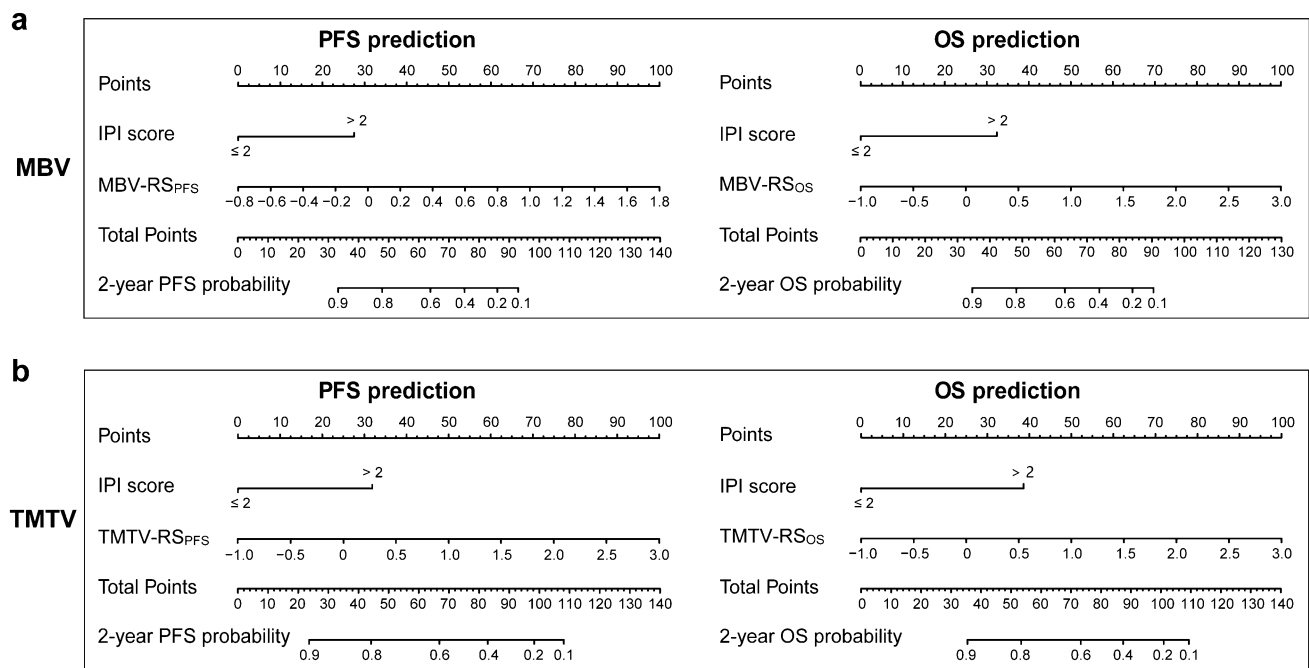 a
PFS prediction
OS prediction
MBV
Points
0 10 20 30 40 50 60 70 80 90 100
IPI score
> 2
≤ 2
MBV-RSPFS
−0.8 −0.6 −0.4 −0.2 0 0.2 0.4 0.6 0.8 1.0 1.2 1.4 1.6 1.8
Total Points
0 10 20 30 40 50 60 70 80 90 100 110 120 130 140
2-year PFS probability
0.9 0.8 0.6 0.4 0.2 0.1
Points
0 10 20 30 40 50 60 70 80 90 100
IPI score
> 2
≤ 2
MBV-RSOS
−1.0 −0.5 0 0.5 1.0 1.5 2.0 2.5 3.0
Total Points
0 10 20 30 40 50 60 70 80 90 100 110 120 130
2-year OS probability
0.9 0.8 0.6 0.4 0.2 0.1
b
PFS prediction
OS prediction
TMTV
Points
0 10 20 30 40 50 60 70 80 90 100
IPI score
> 2
≤ 2
TMTV-RSPFS
−1.0 −0.5 0 0.5 1.0 1.5 2.0 2.5 3.0
Total Points
0 10 20 30 40 50 60 70 80 90 100 110 120 130 140
2-year PFS probability
0.9 0.8 0.6 0.4 0.2 0.1
Points
0 10 20 30 40 50 60 70 80 90 100
IPI score
> 2
≤ 2
TMTV-RSOS
−1.0 −0.5 0 0.5 1.0 1.5 2.0 2.5 3.0
Total Points
0 10 20 30 40 50 60 70 80 90 100 110 120 130 140
2-year OS probability
0.9 0.8 0.6 0.4 0.2 0.1